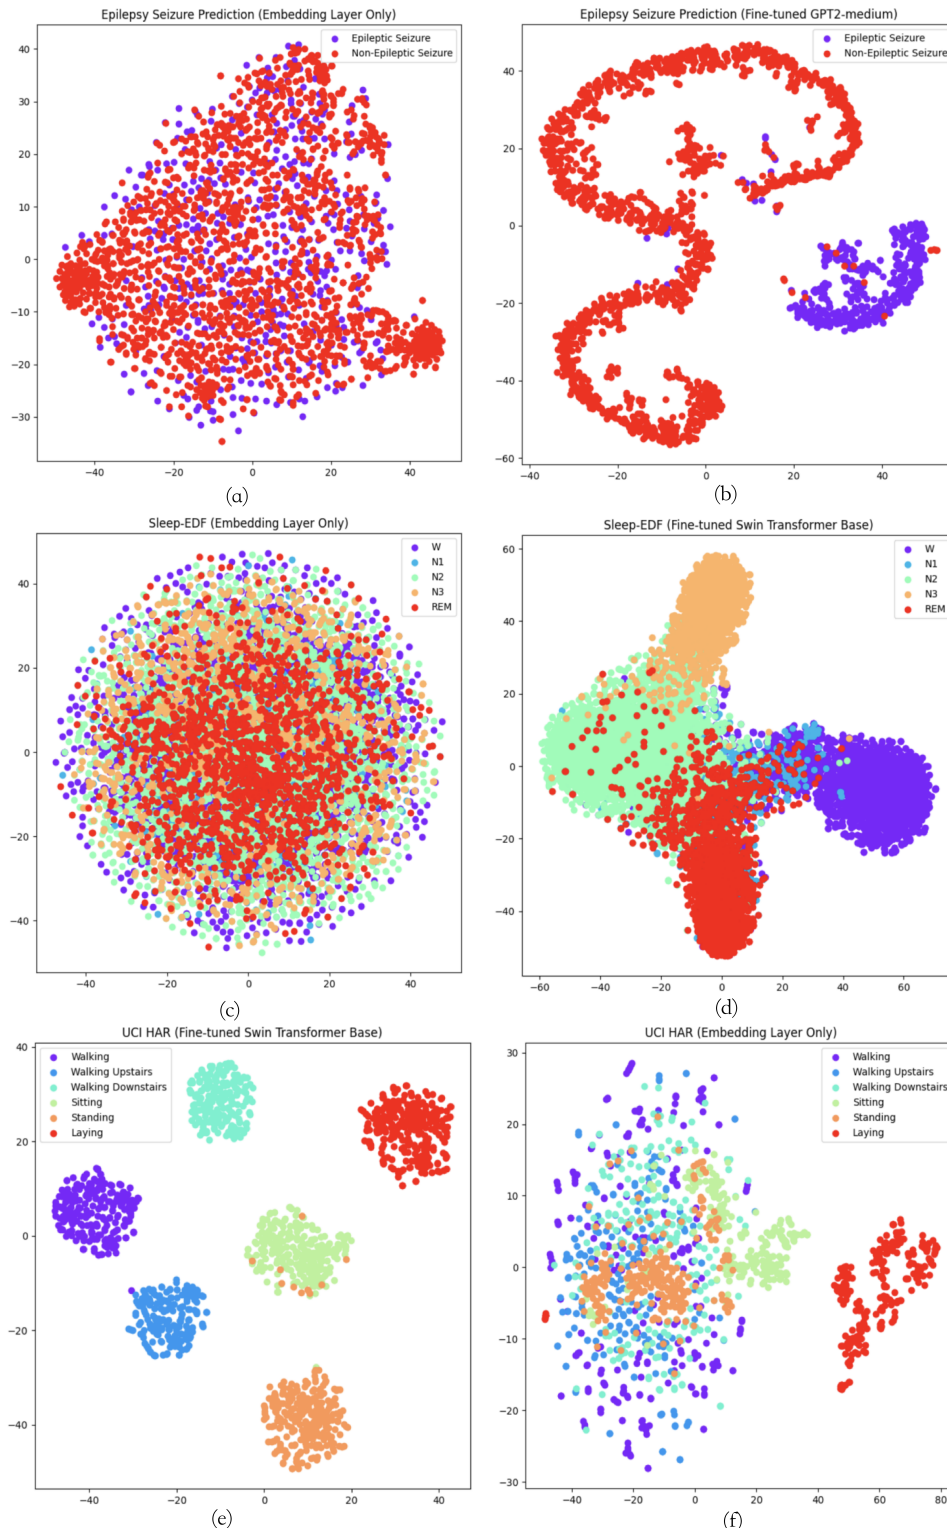 Epilepsy Seizure Prediction (Embedding Layer Only)
Epileptic Seizure
Non-Epileptic Seizure
40
30
20
10
0
−10
−20
−30
−40
−20
0
20
40
(a)
Epilepsy Seizure Prediction (Fine-tuned GPT2-medium)
Epileptic Seizure
Non-Epileptic Seizure
40
20
0
−20
−40
−60
−40
−20
0
20
40
(b)
Sleep-EDF (Embedding Layer Only)
W
N1
N2
N3
REM
40
20
0
−20
−40
−40
−20
0
20
40
(c)
Sleep-EDF (Fine-tuned Swin Transformer Base)
W
N1
N2
N3
REM
60
40
20
0
−20
−40
−60
−40
−20
0
20
40
60
(d)
UCI HAR (Fine-tuned Swin Transformer Base)
Walking
Walking Upstairs
Walking Downstairs
Sitting
Standing
Laying
40
20
0
−20
−40
−40
−20
0
20
40
(e)
UCI HAR (Embedding Layer Only)
Walking
Walking Upstairs
Walking Downstairs
Sitting
Standing
Laying
30
20
10
0
−10
−20
−30
−40
−20
0
20
40
60
80
(f)